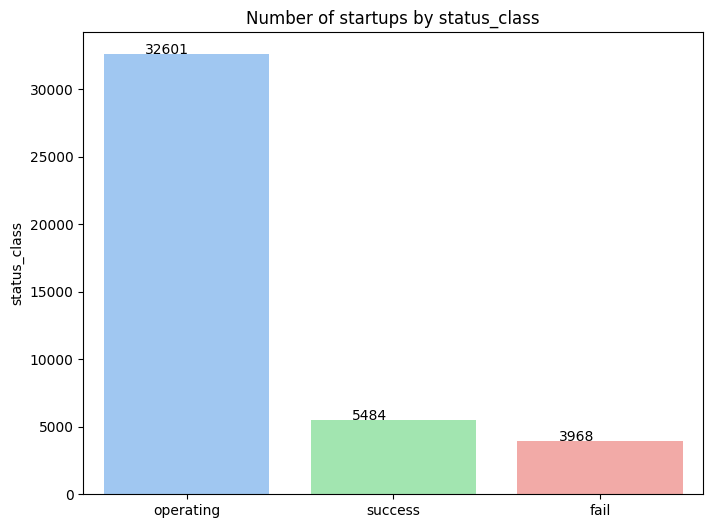 Number of startups by status_class
32601
30000
25000
20000
15000
10000
5000
0
status_class
5484
3968
operating
success
fail